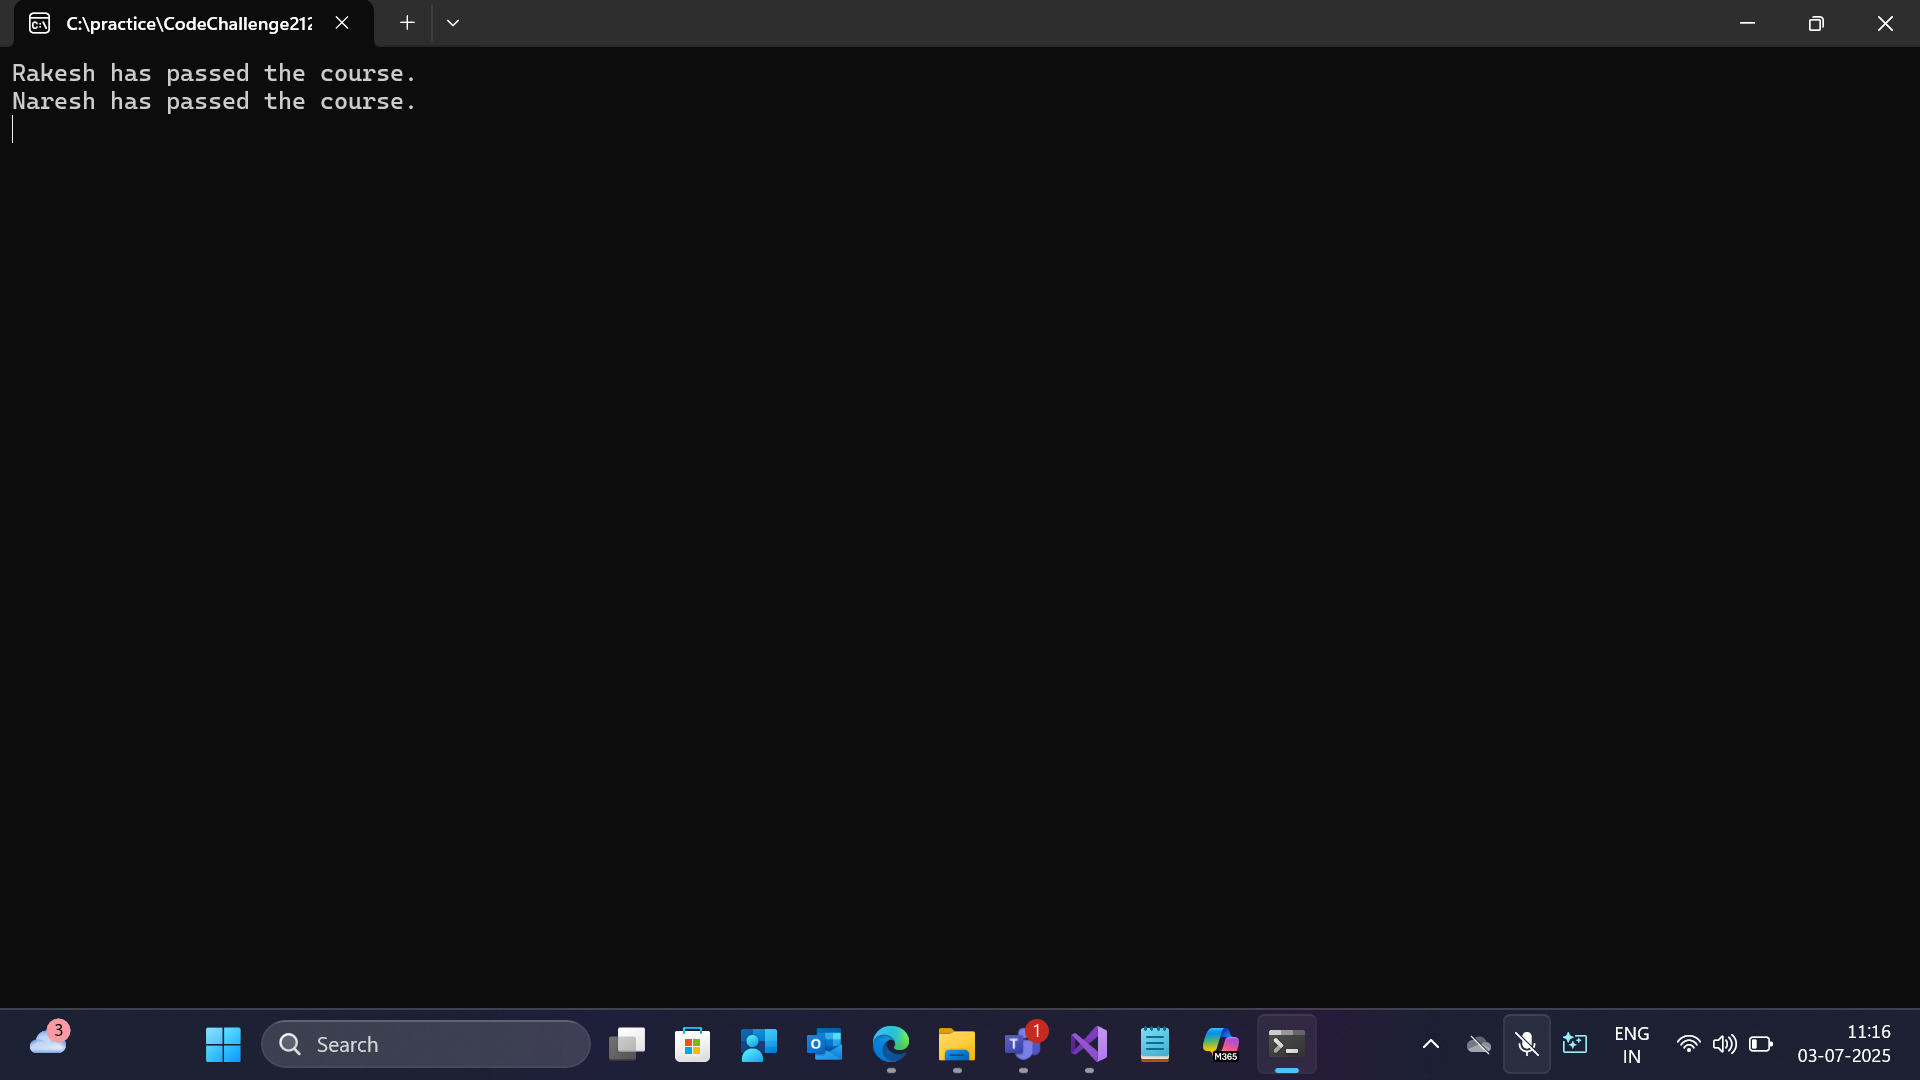 C:\practice\CodeChallenge212
Rakesh has passed the course.
Naresh has passed the course.
3
Search
O
T
1
M365
ENG
IN
11:16
03-07-2025